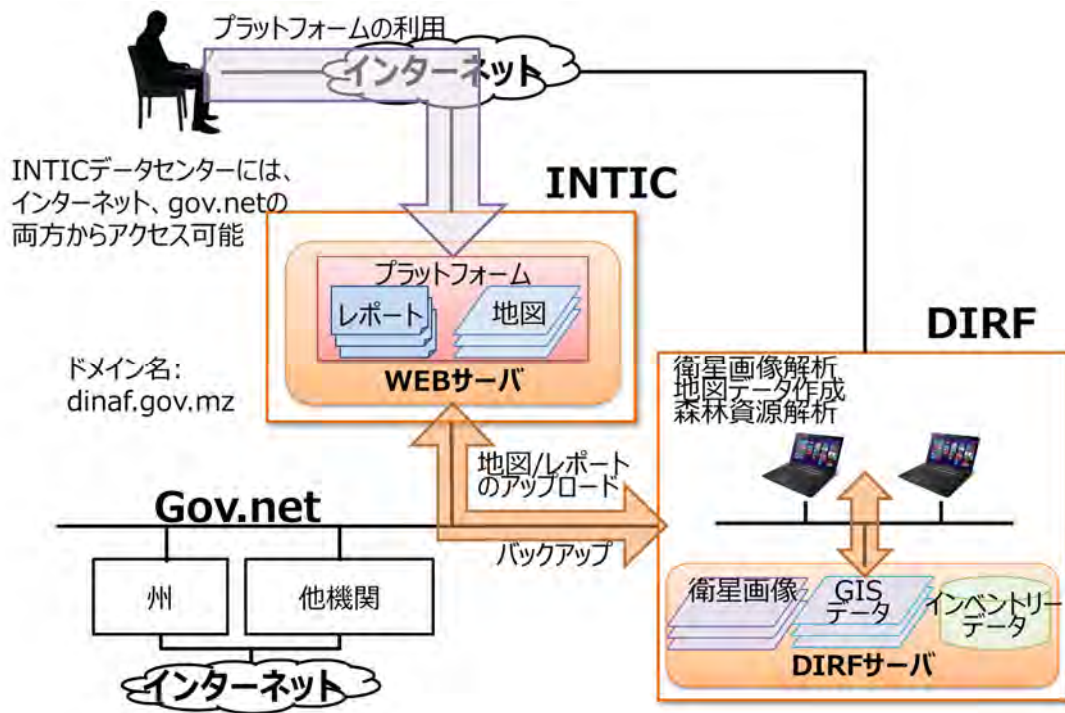 プラットフォームの利用
インターネット
INTICデータセンターには、
インターネット、gov.netの
両方からアクセス可能
INTIC
プラットフォーム
レポート
地図
WEBサーバ
ドメイン名：
dinaf.gov.mz
DIRF
衛星画像解析
地図データ作成
森林資源解析
地図/レポート
のアップロード
Gov.net
バックアップ
州
他機関
インターネット
衛星画像
GIS
データ
インベントリー
データ
DIRFサーバ